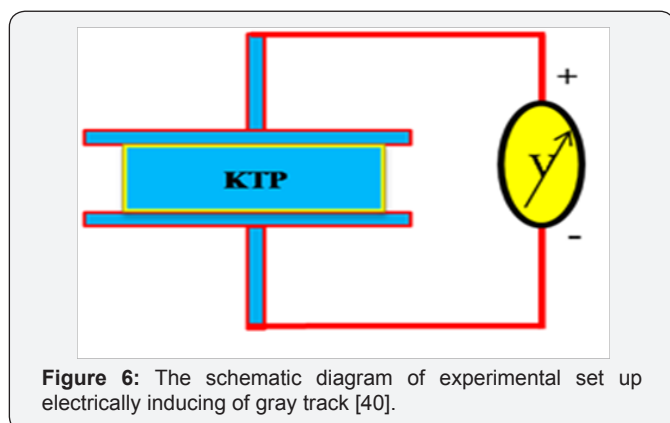 +
KTP
V
-
Figure 6: The schematic diagram of experimental set up
electrically inducing of gray track [40].